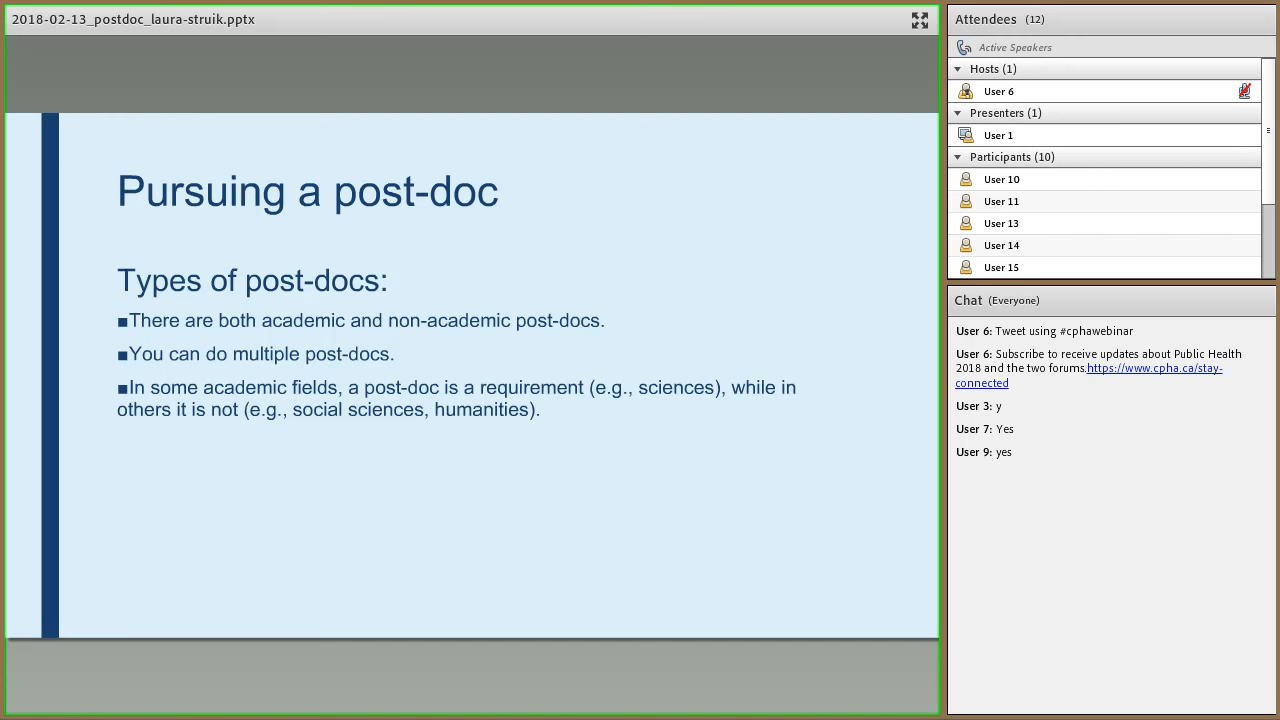 2018-02-13_postdoc_laura-struik.pptx
Pursuing a post-doc
Types of post-docs:
■There are both academic and non-academic post-docs.
■You can do multiple post-docs.
■In some academic fields, a post-doc is a requirement (e.g., sciences), while in
others it is not (e.g., social sciences, humanities).
Attendees (12)
Active Speakers
Hosts (1)
User 6
Presenters (1)
User 1
Participants (10)
User 10
User 11
User 13
User 14
User 15
Chat (Everyone)
User 6: Tweet using #cphawebinar
User 6: Subscribe to receive updates about Public Health
2018 and the two forums.https://www.cpha.ca/stay-
connected
User 3: y
User 7: Yes
User 9: yes